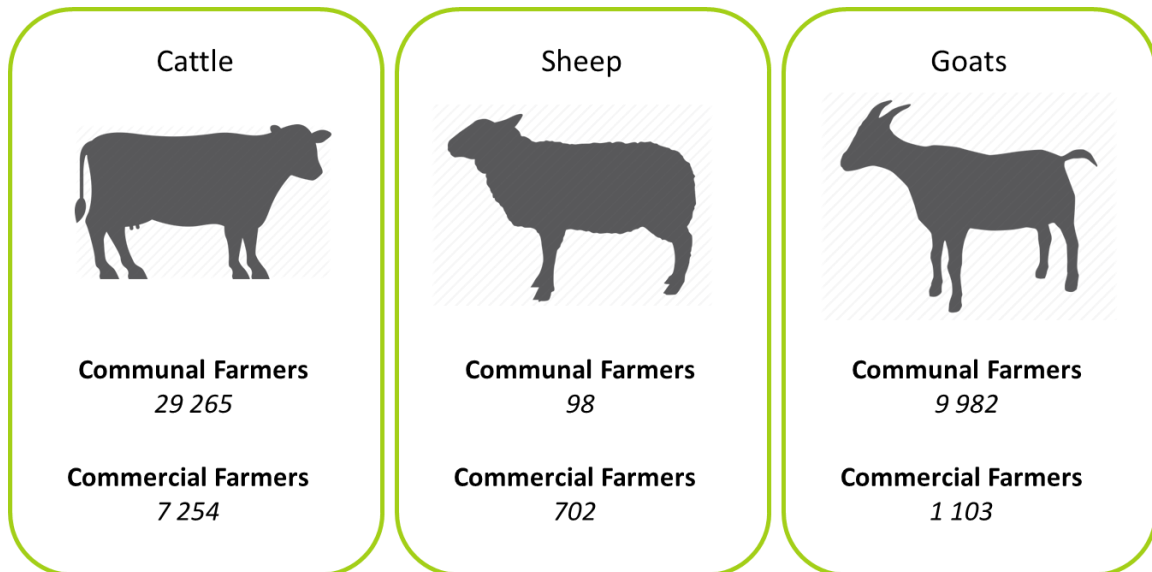 Cattle
Communal Farmers
29 265
Commercial Farmers
7 254
Sheep
Communal Farmers
98
Commercial Farmers
702
Goats
Communal Farmers
9 982
Commercial Farmers
1 103